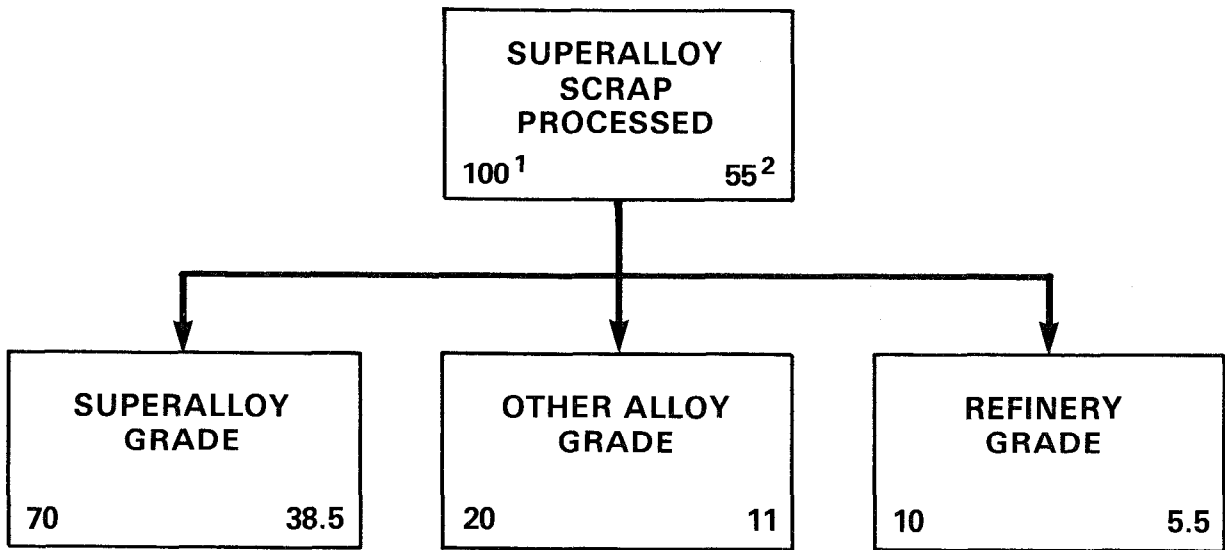 SUPERALLOY
SCRAP
PROCESSED
100¹ 55²
SUPERALLOY
GRADE
70 38.5
OTHER ALLOY
GRADE
20 11
REFINERY
GRADE
10 5.5